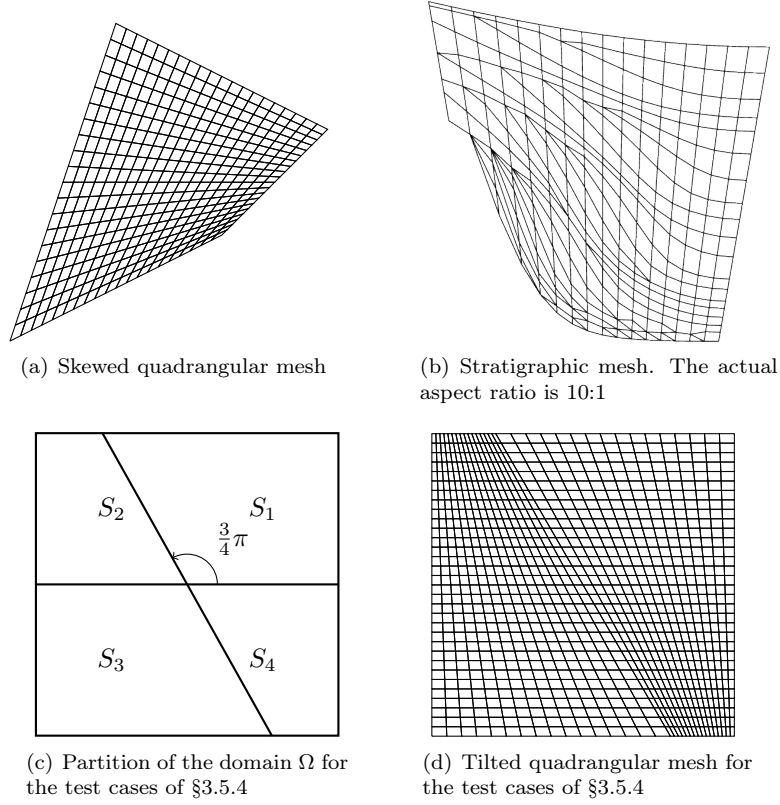 (a) Skewed quadrangular mesh
(b) Stratigraphic mesh. The actual
aspect ratio is 10:1
S₂
S₁
¾π
S₃
S₄
(c) Partition of the domain Ω for
the test cases of §3.5.4
(d) Tilted quadrangular mesh for
the test cases of §3.5.4